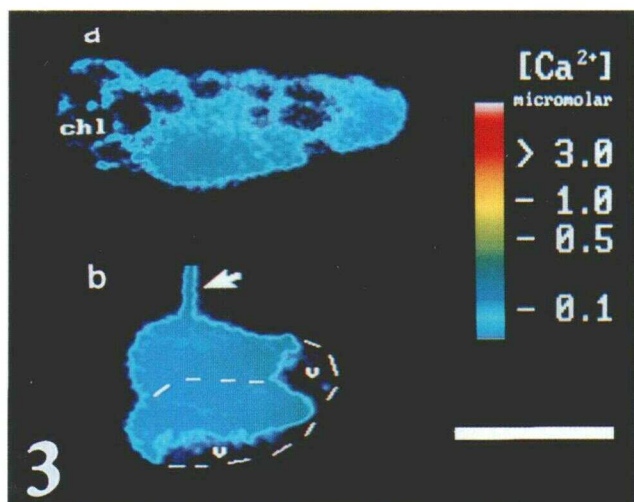 d
chl
b
v
v
3
[Ca²⁺]
micromolar
> 3.0
- 1.0
- 0.5
- 0.1